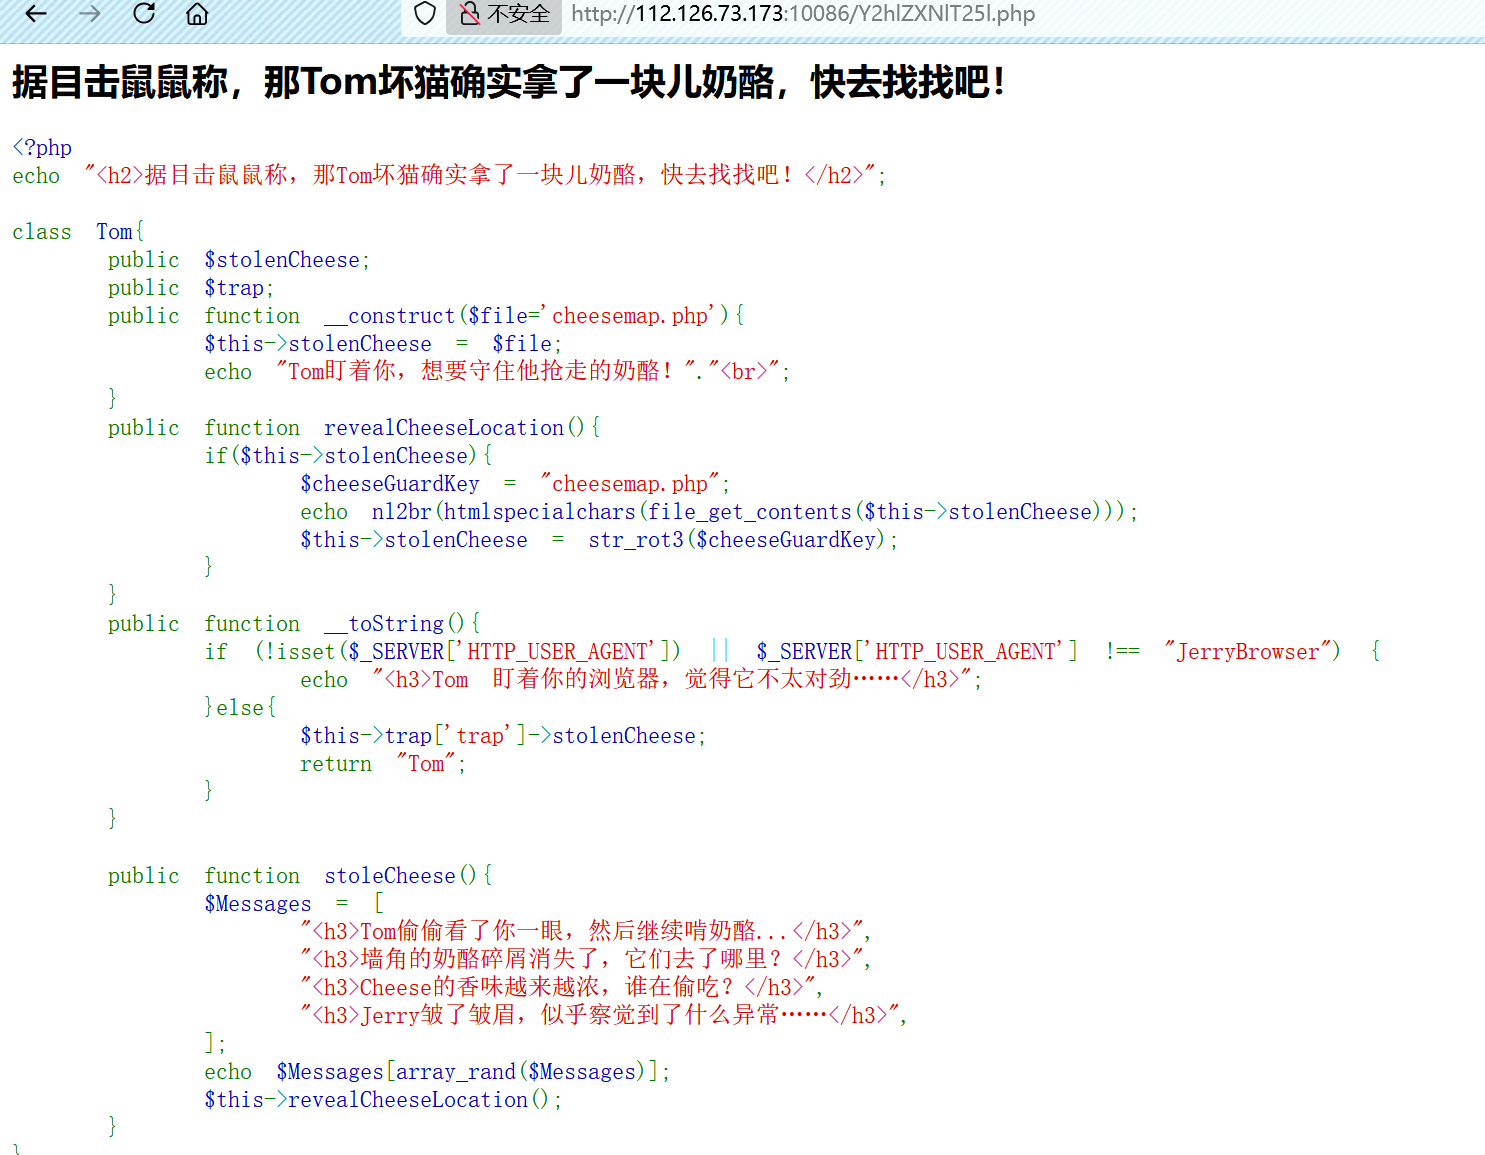 不安全 http://112.126.73.173:10086/Y2hlZXNlT25l.php
据目击鼠鼠称，那Tom坏猫确实拿了一块儿奶酪，快去找找吧！
<?php
echo "<h2>据目击鼠鼠称，那Tom坏猫确实拿了一块儿奶酪，快去找找吧！</h2>";
class Tom{
public $stolenCheese;
public $trap;
public function __construct($file='cheesemap.php'){
$this->stolenCheese = $file;
echo "Tom盯着你，想要守住他抢走的奶酪！"."<br>";
}
public function revealCheeseLocation(){
if($this->stolenCheese){
$cheeseGuardKey = "cheesemap.php";
echo nl2br(htmlspecialchars(file_get_contents($this->stolenCheese)));
$this->stolenCheese = str_rot3($cheeseGuardKey);
}
}
public function __toString(){
if (!isset($_SERVER['HTTP_USER_AGENT']) || $_SERVER['HTTP_USER_AGENT'] !== "JerryBrowser") {
echo "<h3>Tom 盯着你的浏览器，觉得它不太对劲……</h3>";
}else{
$this->trap['trap']->stolenCheese;
return "Tom";
}
}
public function stoleCheese(){
$Messages = [
"<h3>Tom偷偷看了你一眼，然后继续啃奶酪...</h3>",
"<h3>墙角的奶酪碎屑消失了，它们去了哪里？</h3>",
"<h3>Cheese的香味越来越浓，谁在偷吃？</h3>",
"<h3>Jerry皱了皱眉，似乎察觉到了什么异常……</h3>",
];
echo $Messages[array_rand($Messages)];
$this->revealCheeseLocation();
}
}